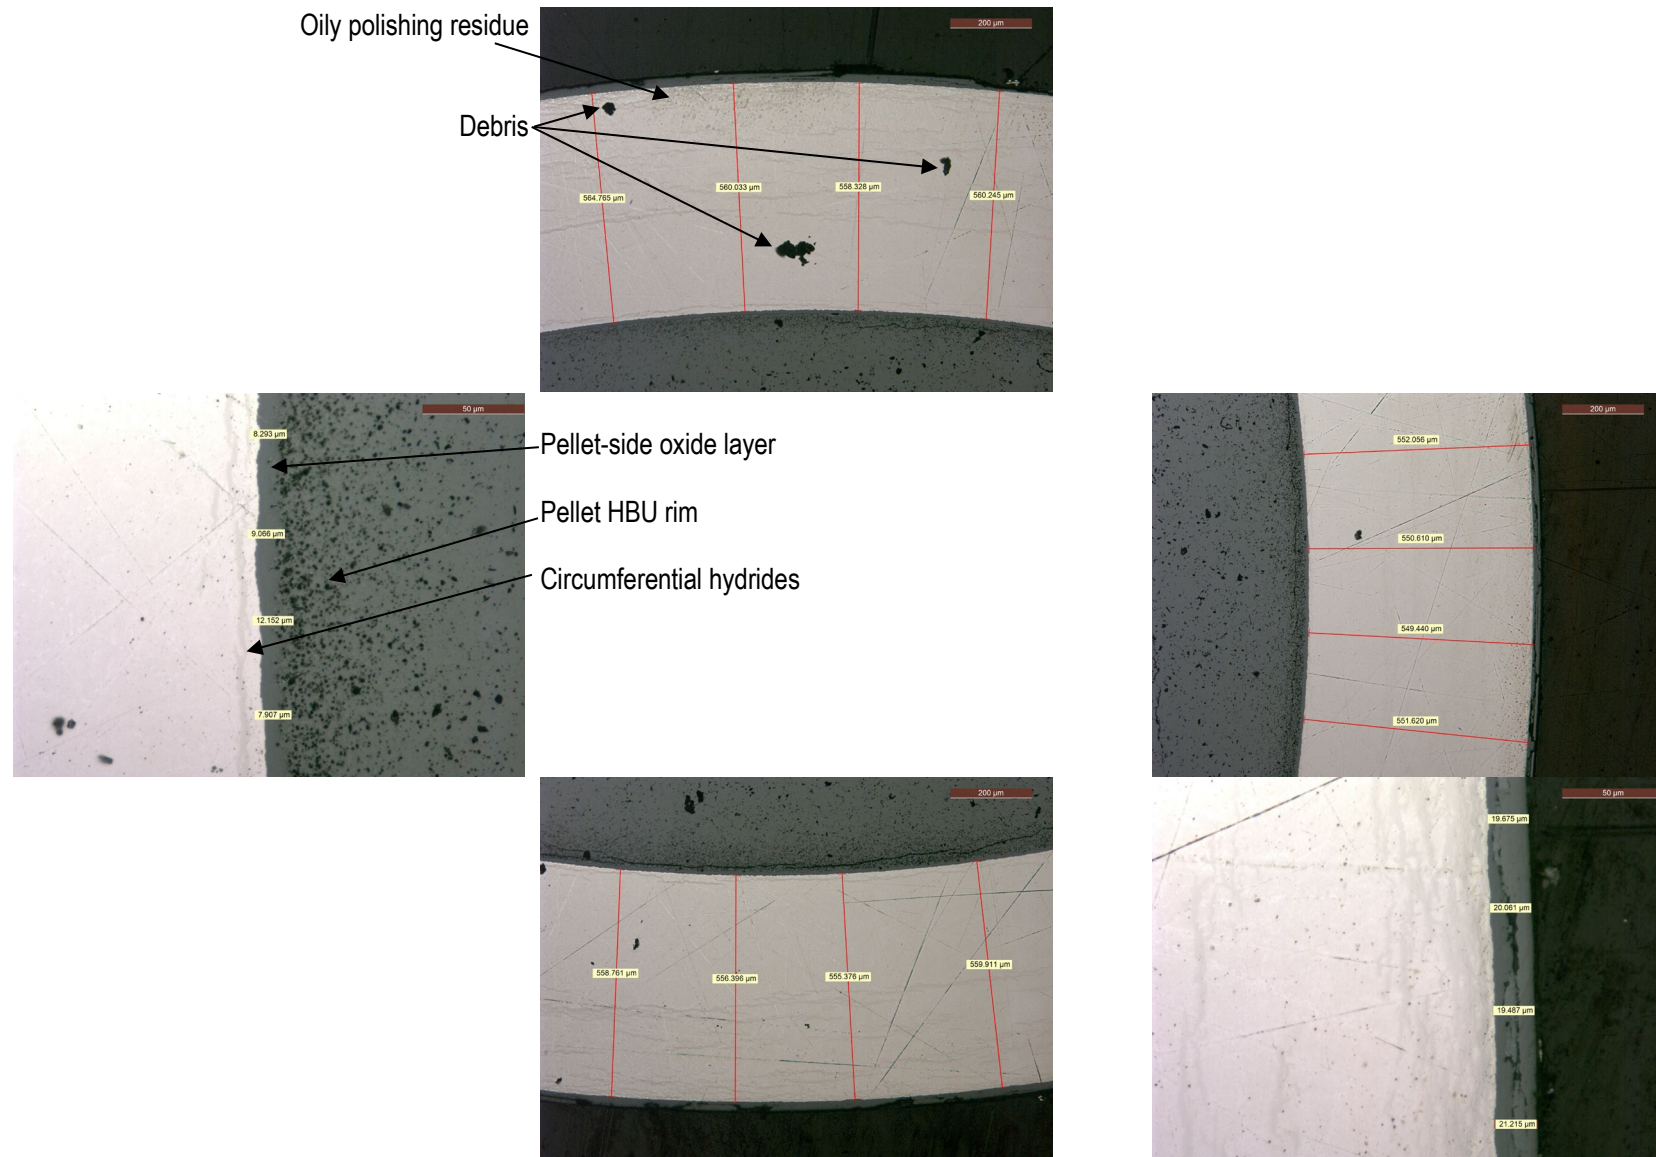 Oily polishing residue
200 µm
Debris
560.033 µm
558.328 µm
564.765 µm
560.245 µm
50 µm
200 µm
8.293 µm
Pellet-side oxide layer
552.056 µm
Pellet HBU rim
9.066 µm
550.610 µm
Circumferential hydrides
12.152 µm
549.440 µm
7.907 µm
551.620 µm
200 µm
50 µm
19.675 µm
20.061 µm
558.761 µm
556.396 µm
555.376 µm
559.911 µm
19.487 µm
21.215 µm